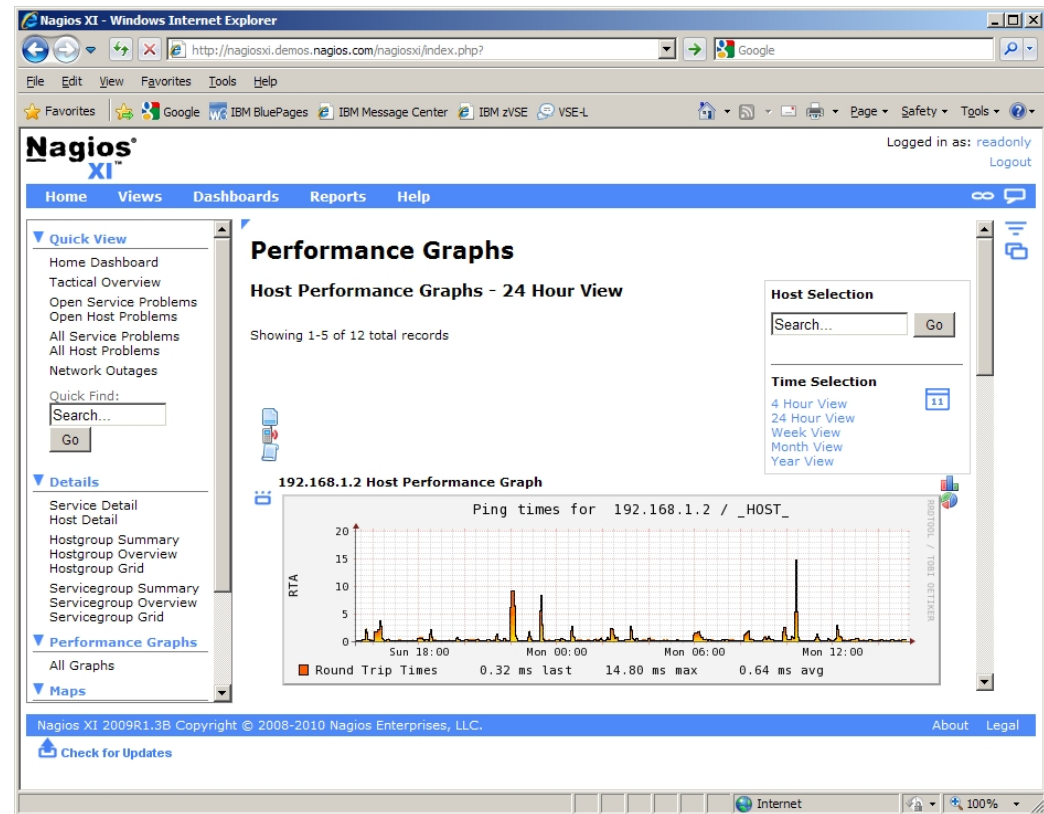 Nagios XI - Windows Internet Explorer
http://nagiosxi.demos.nagios.com/nagiosxi/index.php?
Google
File Edit View Favorites Tools Help
Favorites Google IBM BluePages IBM Message Center IBM zVSE VSE-L Page Safety Tools
Nagios®
XI™
Logged in as: readonly
Logout
Home Views Dashboards Reports Help
Quick View
Home Dashboard
Tactical Overview
Open Service Problems
Open Host Problems
All Service Problems
All Host Problems
Network Outages
Quick Find:
Search...
Go
Details
Service Detail
Host Detail
Hostgroup Summary
Hostgroup Overview
Hostgroup Grid
Servicegroup Summary
Servicegroup Overview
Servicegroup Grid
Performance Graphs
All Graphs
Maps
Performance Graphs
Host Performance Graphs - 24 Hour View
Showing 1-5 of 12 total records
Host Selection
Search... Go
Time Selection
11
4 Hour View
24 Hour View
Week View
Month View
Year View
192.168.1.2 Host Performance Graph
Ping times for 192.168.1.2 / _HOST_
RRDTOOL / TOBI OETIKER
RTA
20
15
10
5
0
Sun 18:00 Mon 00:00 Mon 06:00 Mon 12:00
Round Trip Times 0.32 ms last 14.80 ms max 0.64 ms avg
Nagios XI 2009R1.3B Copyright © 2008-2010 Nagios Enterprises, LLC. About Legal
Check for Updates
Internet 100%